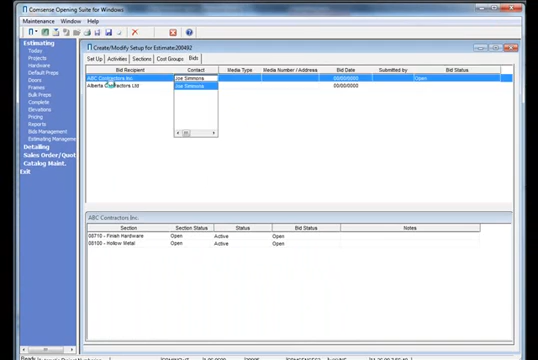 Comsense Opening Suite for Windows
Maintenance Window Help
Estimating
Today
Projects
Hardware
Default Preps
Doors
Frames
Bulk Preps
Complete
Elevations
Pricing
Bids Management
Estimating Manageme
Detailing
Sales Order/Quot
Catalog Maint.
Exit
Create/Modify Setup for Estimate:200492
Set Up Activities Sections Cost Groups Bids
Bid Recipient Contact Media Type Media Number / Address Bid Date Submitted by Bid Status
ABC Contractors Inc. Joe Simmons 00/00/0000 Open
Alberta Contractors Ltd Joe Simmons 00/00/0000
ABC Contractors Inc.
Section Section Status Status Bid Status Notes
08710 - Finish Hardware Open Active Open
08100 - Hollow Metal Open Active Open